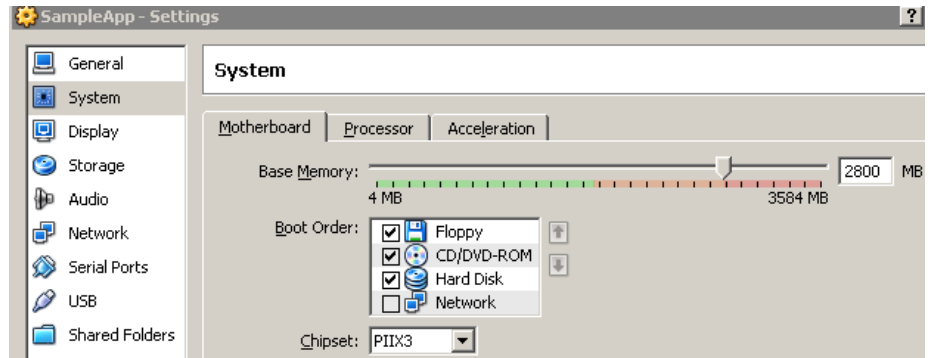 SampleApp - Settings
?
General
System
Display
Storage
Audio
Network
Serial Ports
USB
Shared Folders
System
Motherboard Processor Acceleration
Base Memory: 2800 MB
4 MB 3584 MB
Boot Order: Floppy
CD/DVD-ROM
Hard Disk
Network
Chipset: PIIX3